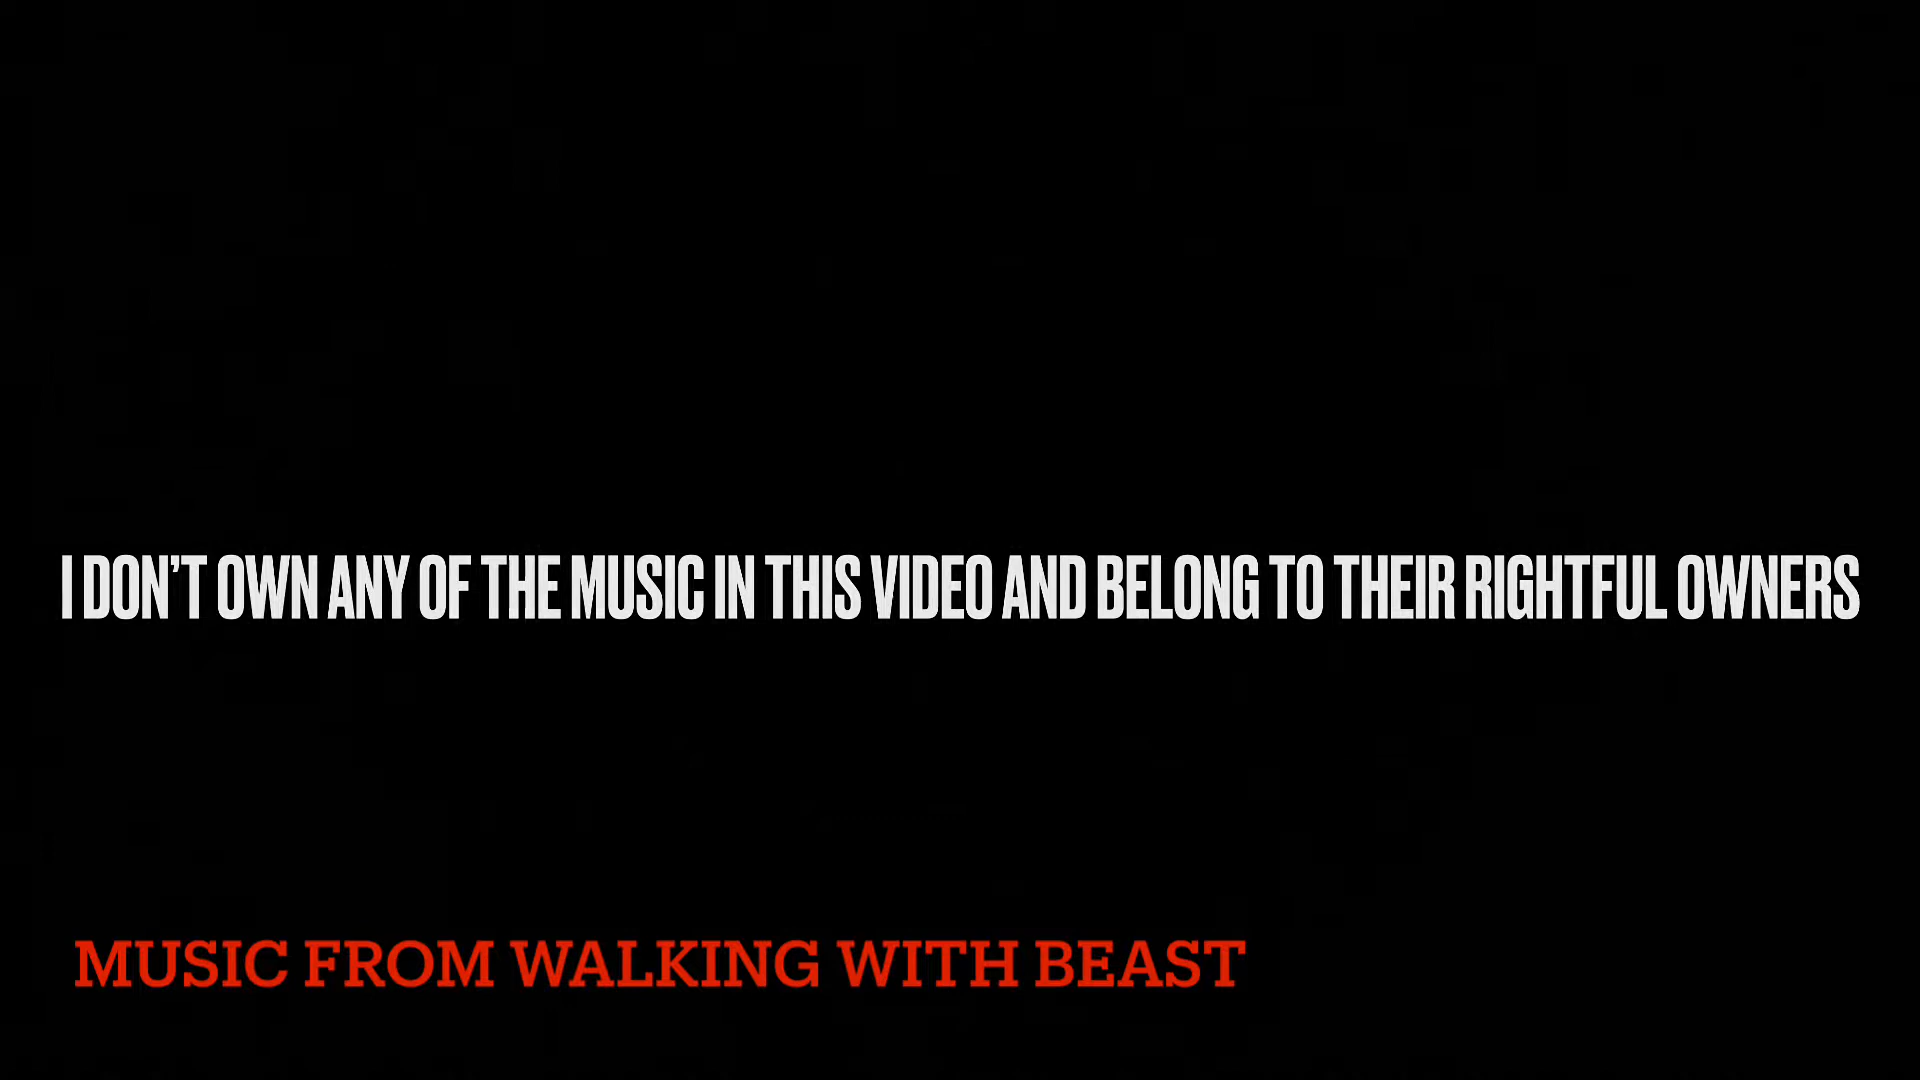 I DON'T OWN ANY OF THE MUSIC IN THIS VIDEO AND BELONG TO THEIR RIGHTFUL OWNERS
MUSIC FROM WALKING WITH BEAST